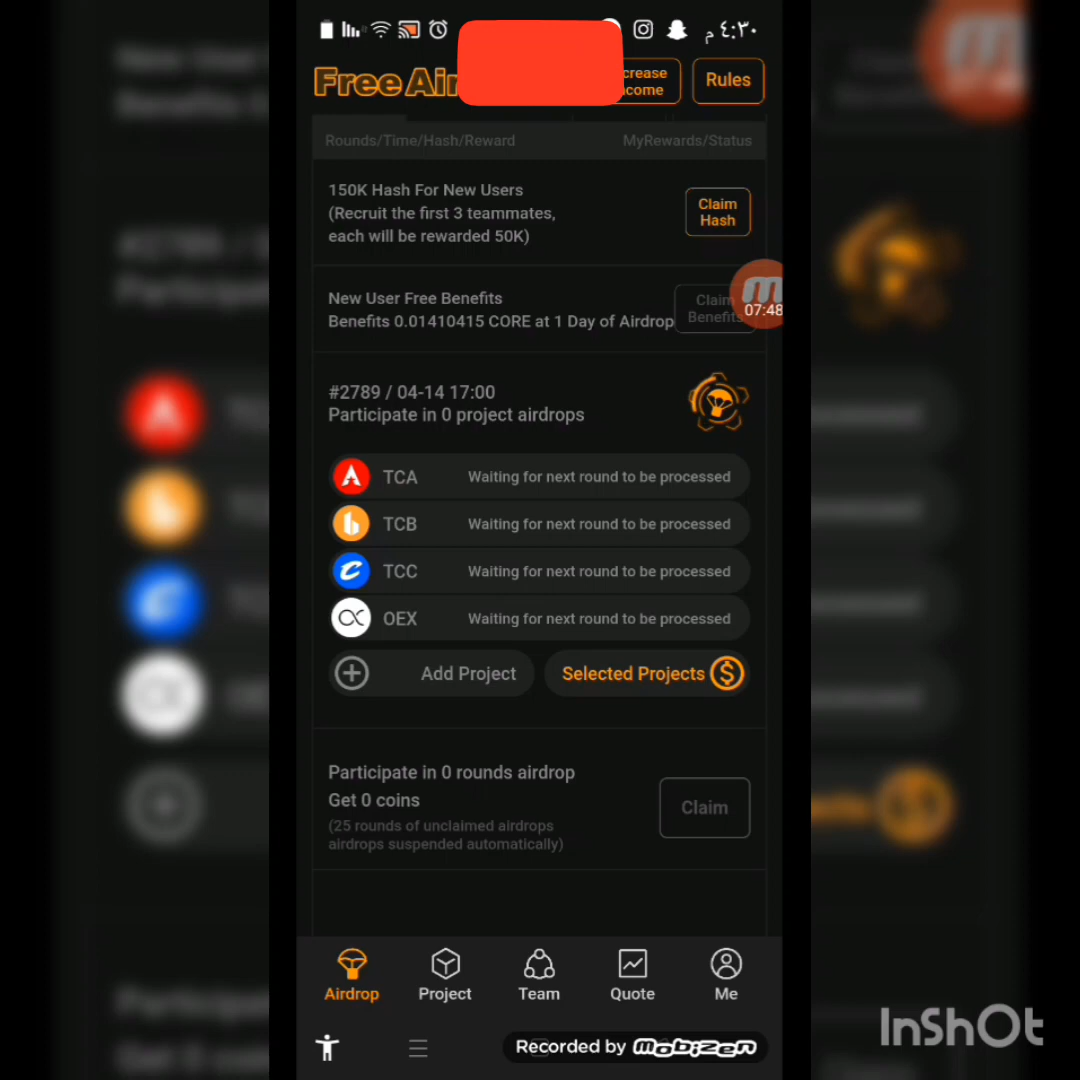 ٤:٣٠ م
Free Air
crease
come
Rules
Rounds/Time/Hash/Reward
MyRewards/Status
150K Hash For New Users
(Recruit the first 3 teammates,
each will be rewarded 50K)
Claim
Hash
New User Free Benefits
Benefits 0.01410415 CORE at 1 Day of Airdrop
Claim
Benefits
07:48
#2789 / 04-14 17:00
Participate in 0 project airdrops
TCA Waiting for next round to be processed
TCB Waiting for next round to be processed
TCC Waiting for next round to be processed
OEX Waiting for next round to be processed
Add Project
Selected Projects
Participate in 0 rounds airdrop
Get 0 coins
(25 rounds of unclaimed airdrops
airdrops suspended automatically)
Claim
Airdrop
Project
Team
Quote
Me
Recorded by mobizen
InShOt